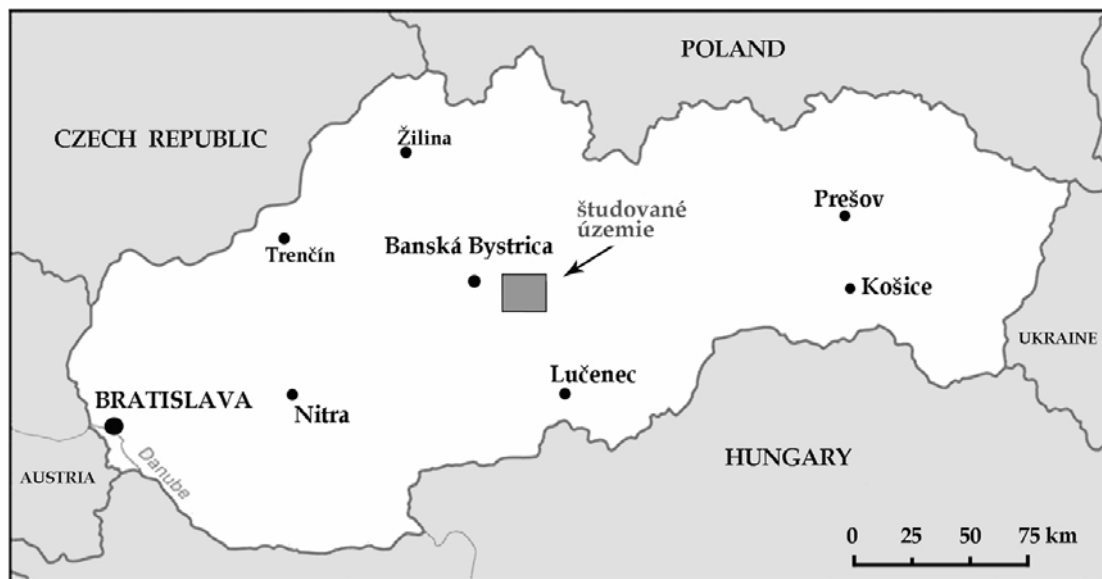 POLAND
CZECH REPUBLIC
Žilina
Prešov
študované
územie
Trenčín
Banská Bystrica
Košice
UKRAINE
Lučenec
BRATISLAVA
Nitra
Danube
AUSTRIA
HUNGARY
0 25 50 75 km